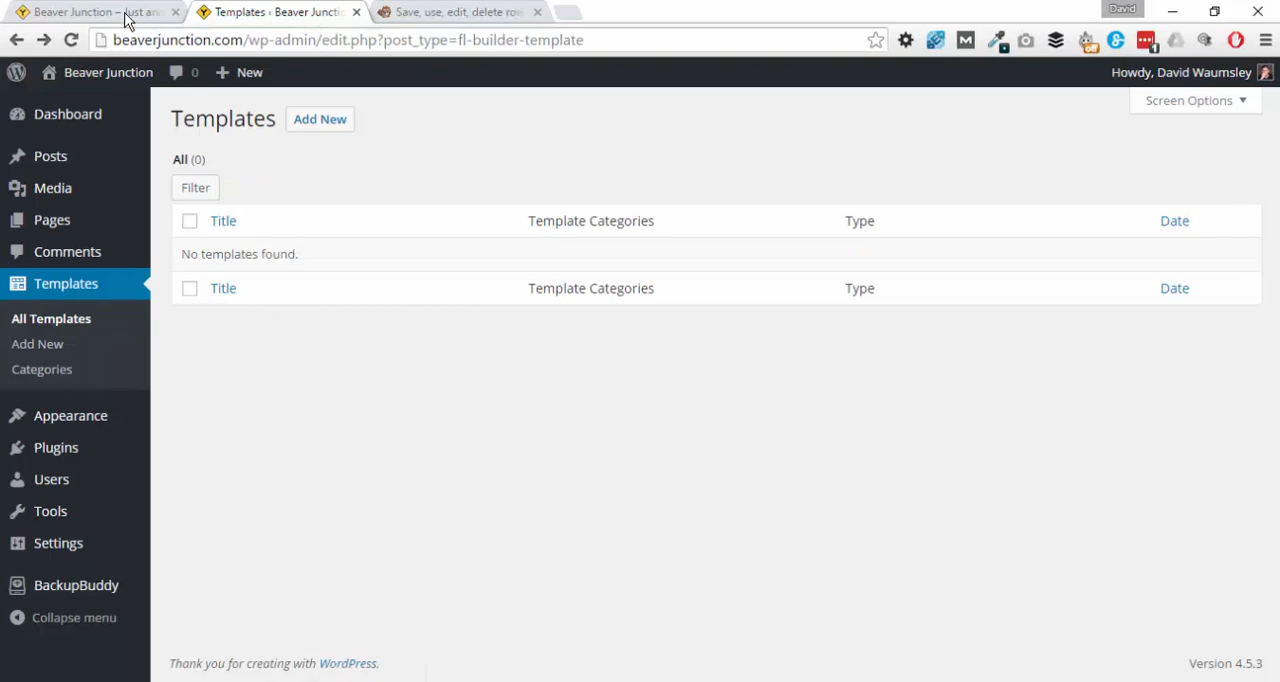 Beaver Junction – Just an
Templates ‹ Beaver Juncti
Save, use, edit, delete row
David
beaverjunction.com/wp-admin/edit.php?post_type=fl-builder-template
Beaver Junction
0
New
Howdy, David Waumsley
Dashboard
Posts
Media
Pages
Comments
Templates
All Templates
Add New
Categories
Appearance
Plugins
Users
Tools
Settings
BackupBuddy
Collapse menu
Screen Options
Templates
Add New
All (0)
Filter
Title
Template Categories
Type
Date
No templates found.
Title
Template Categories
Type
Date
Thank you for creating with WordPress.
Version 4.5.3